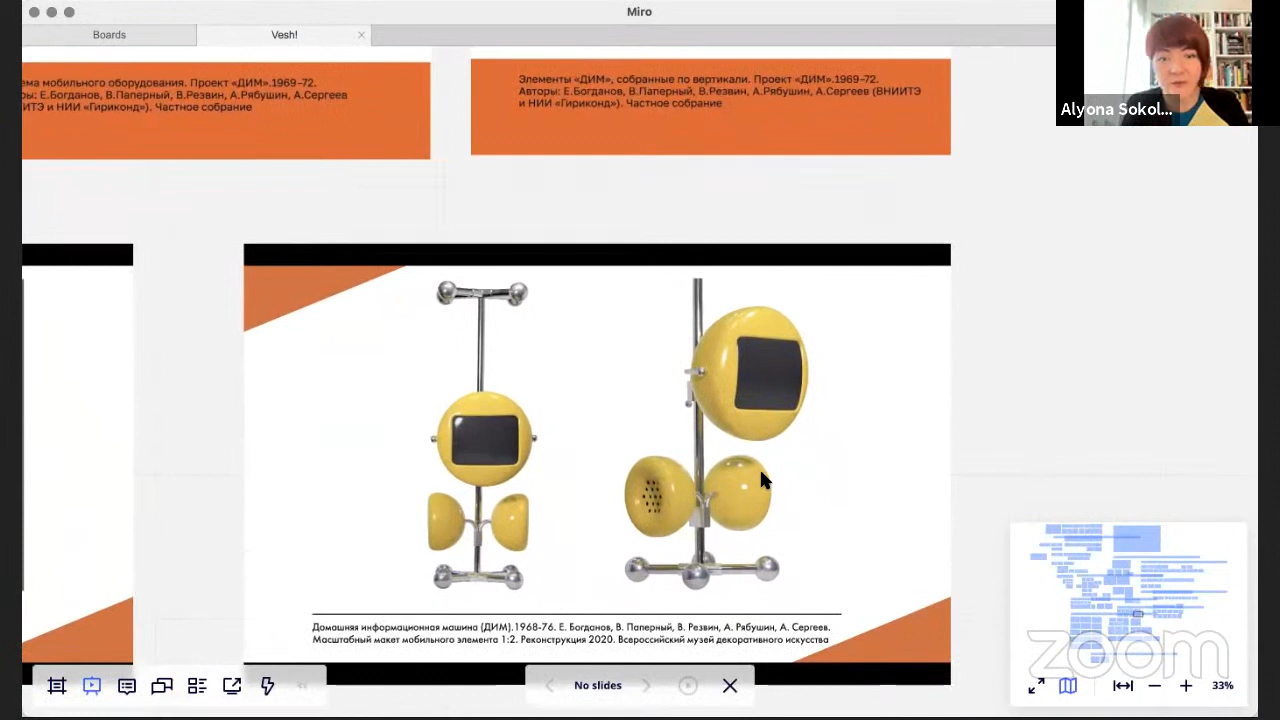 Miro
Boards
Vesh!
Alyona Sokol...
ема мобильного оборудования. Проект «ДИМ».1969-72.
ры: Е.Богданов, В.Паперный, В.Резвин, А.Рябушин, А.Сергеев
ИИТЭ и НИИ «Гириконд»). Частное собрание
Элементы «ДИМ», собранные по вертикали. Проект «ДИМ».1969-72.
Авторы: Е.Богданов, В.Паперный, В.Резвин, А.Рябушин, А.Сергеев (ВНИИТЭ
и НИИ «Гириконд»). Частное собрание
Домашняя информационная машина (ДИМ).1968-76. Е. Богданов, В. Паперный, В. Резвин, А. Рябушин, А. Сергеев.
Масштабный макет мобильного элемента 1:2. Реконструкция 2020. Всероссийский музей декоративного искусства
No slides
zoom
33%